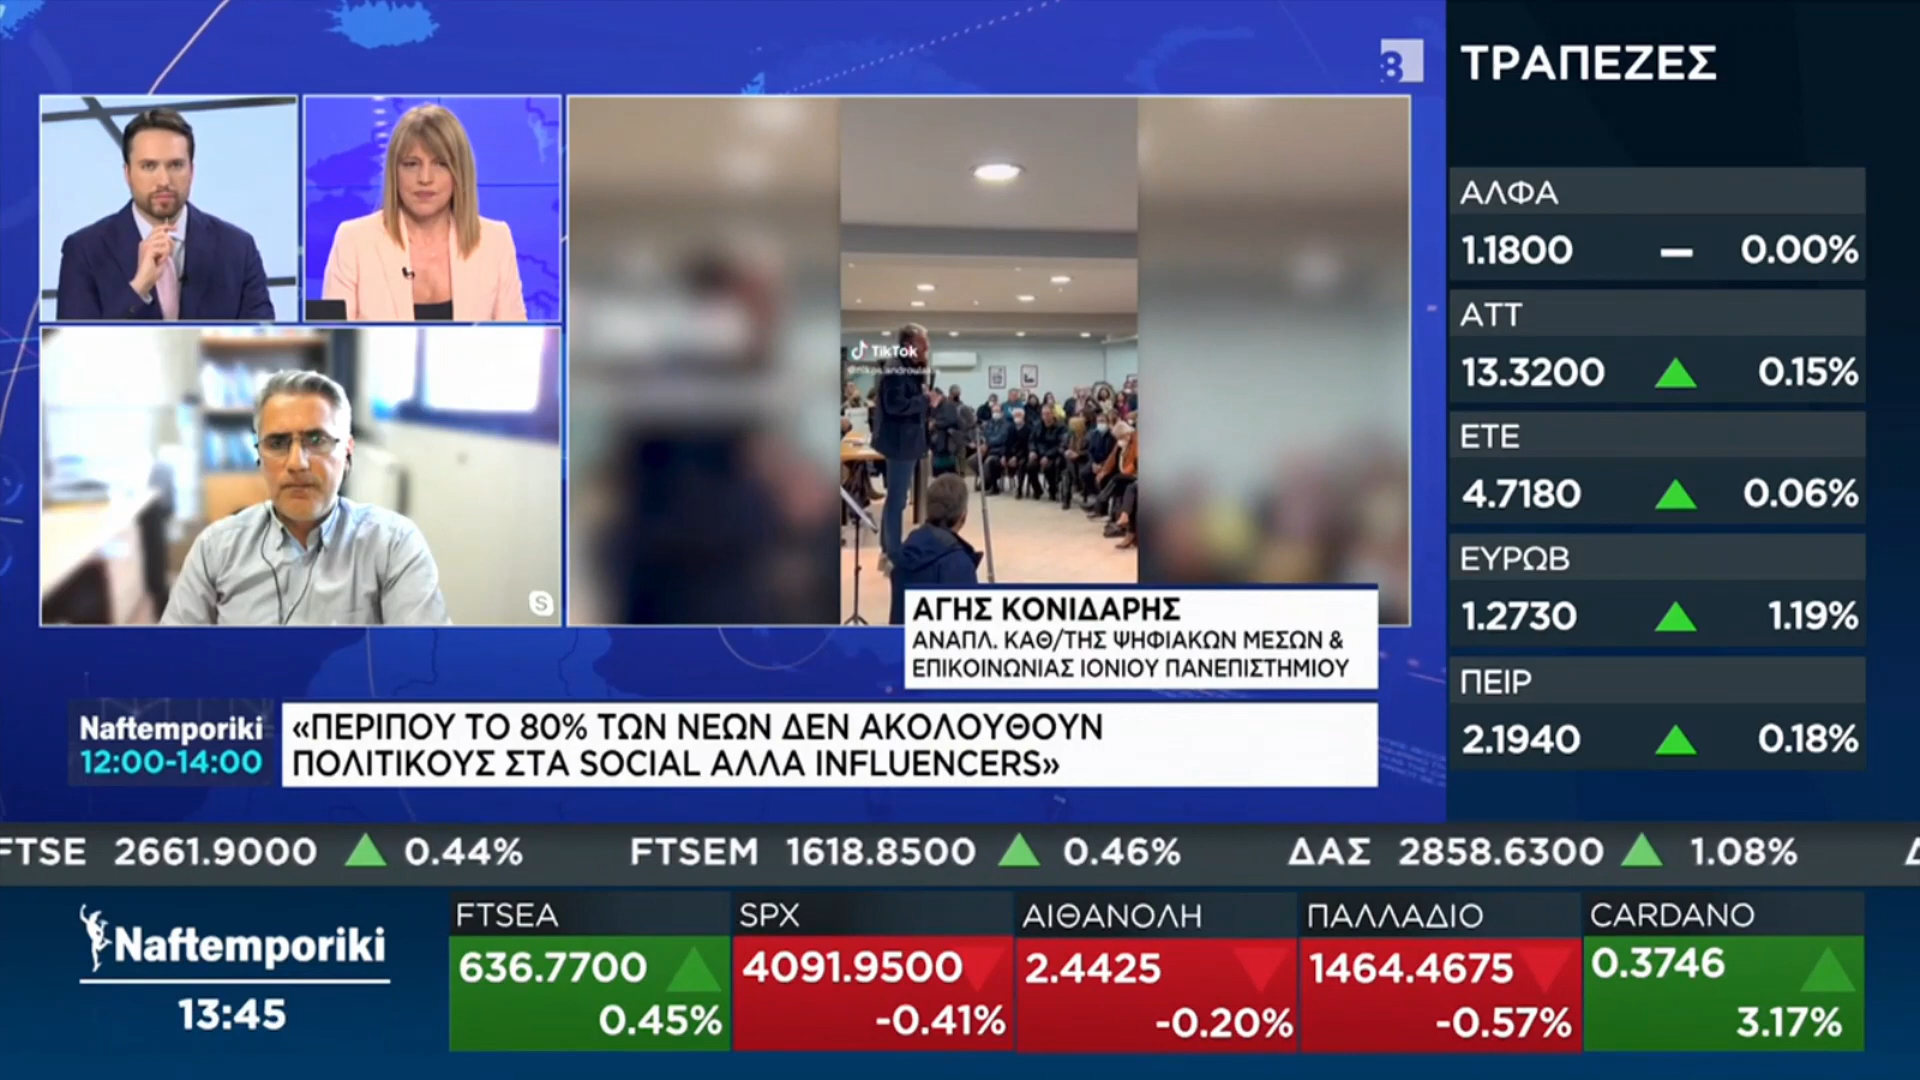 8
ΤΡΑΠΕΖΕΣ
ΑΛΦΑ
1.1800 0.00%
ΑΤΤ
13.3200 0.15%
ΕΤΕ
4.7180 0.06%
ΕΥΡΩΒ
1.2730 1.19%
ΠΕΙΡ
2.1940 0.18%
TikTok
S
ΑΓΗΣ ΚΟΝΙΔΑΡΗΣ
ΑΝΑΠΛ. ΚΑΘ/ΤΗΣ ΨΗΦΙΑΚΩΝ ΜΕΣΩΝ &
ΕΠΙΚΟΙΝΩΝΙΑΣ ΙΟΝΙΟΥ ΠΑΝΕΠΙΣΤΗΜΙΟΥ
Naftemporiki
12:00-14:00
«ΠΕΡΙΠΟΥ ΤΟ 80% ΤΩΝ ΝΕΩΝ ΔΕΝ ΑΚΟΛΟΥΘΟΥΝ
ΠΟΛΙΤΙΚΟΥΣ ΣΤΑ SOCIAL ΑΛΛΑ INFLUENCERS»
FTSE 2661.9000 0.44% FTSEM 1618.8500 0.46% ΔΑΣ 2858.6300 1.08%
Naftemporiki
13:45
FTSEA
636.7700
0.45%
SPX
4091.9500
-0.41%
ΑΙΘΑΝΟΛΗ
2.4425
-0.20%
ΠΑΛΛΑΔΙΟ
1464.4675
-0.57%
CARDANO
0.3746
3.17%